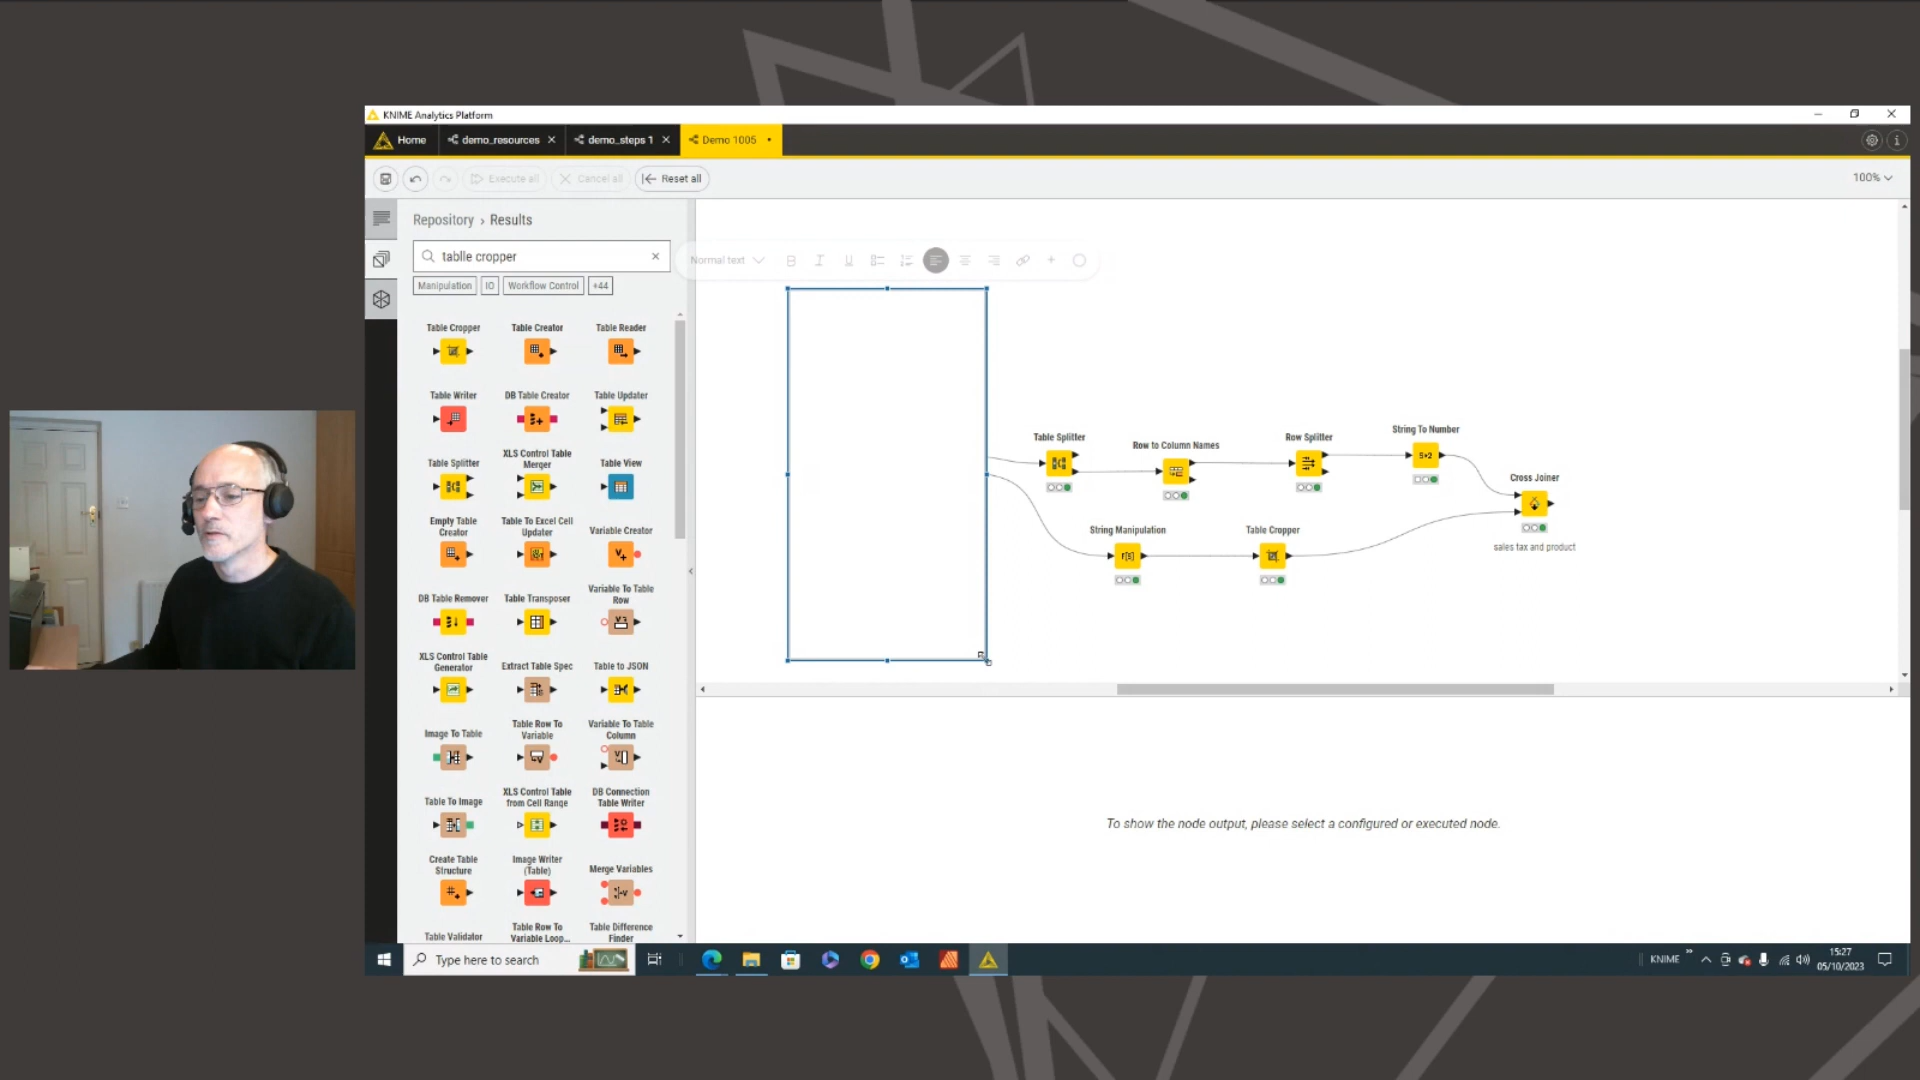 KNIME Analytics Platform
Home
demo_resources
demo_steps 1
Demo 1005
Execute all
Cancel all
Reset all
100%
Repository › Results
tablle cropper
Normal text
B I U
Manipulation
IO
Workflow Control
+44
Table Cropper
Table Creator
Table Reader
Table Writer
DB Table Creator
Table Updater
Table Splitter
XLS Control Table
Merger
Table View
Empty Table
Creator
Table To Excel Cell
Updater
Variable Creator
DB Table Remover
Table Transposer
Variable To Table
Row
XLS Control Table
Generator
Extract Table Spec
Table to JSON
Image To Table
Table Row To
Variable
Variable To Table
Column
Table To Image
XLS Control Table
from Cell Range
DB Connection
Table Writer
Create Table
Structure
Image Writer
(Table)
Merge Variables
Table Validator
Table Row To
Variable Loop...
Table Difference
Finder
Table Splitter
Row to Column Names
Row Splitter
String To Number
Cross Joiner
sales tax and product
String Manipulation
Table Cropper
To show the node output, please select a configured or executed node.
Type here to search
KNIME
15:27
05/10/2023